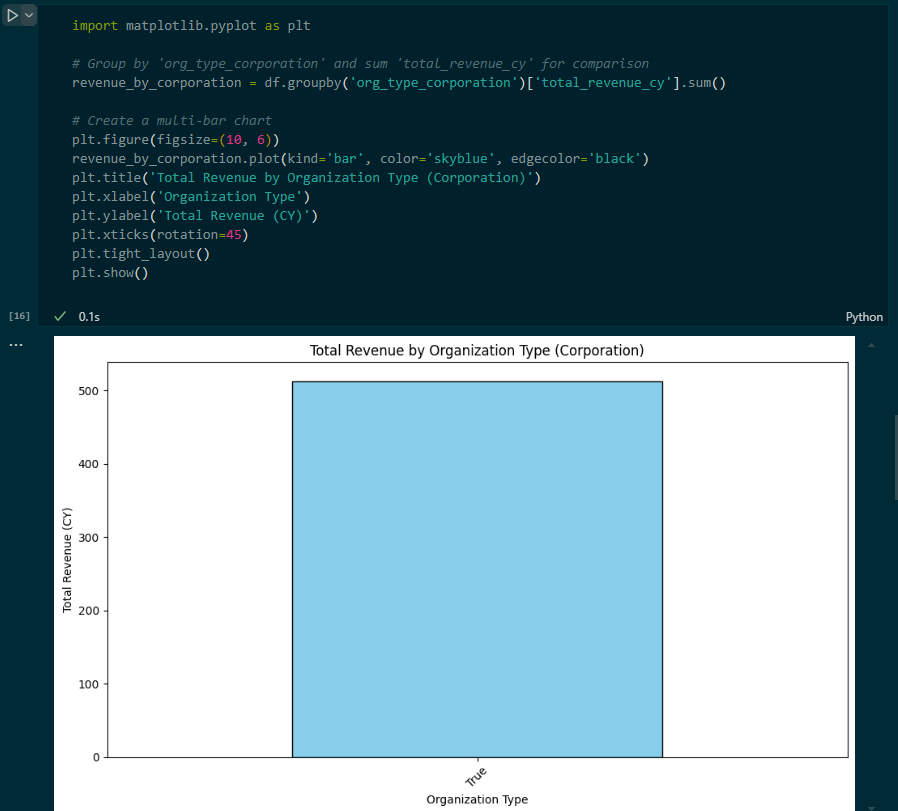 import matplotlib.pyplot as plt
# Group by 'org_type_corporation' and sum 'total_revenue_cy' for comparison
revenue_by_corporation = df.groupby('org_type_corporation')['total_revenue_cy'].sum()
# Create a multi-bar chart
plt.figure(figsize=(10, 6))
revenue_by_corporation.plot(kind='bar', color='skyblue', edgecolor='black')
plt.title('Total Revenue by Organization Type (Corporation)')
plt.xlabel('Organization Type')
plt.ylabel('Total Revenue (CY)')
plt.xticks(rotation=45)
plt.tight_layout()
plt.show()
[16] 0.1s Python
...
Total Revenue by Organization Type (Corporation)
Total Revenue (CY)
500
400
300
200
100
0
True
Organization Type